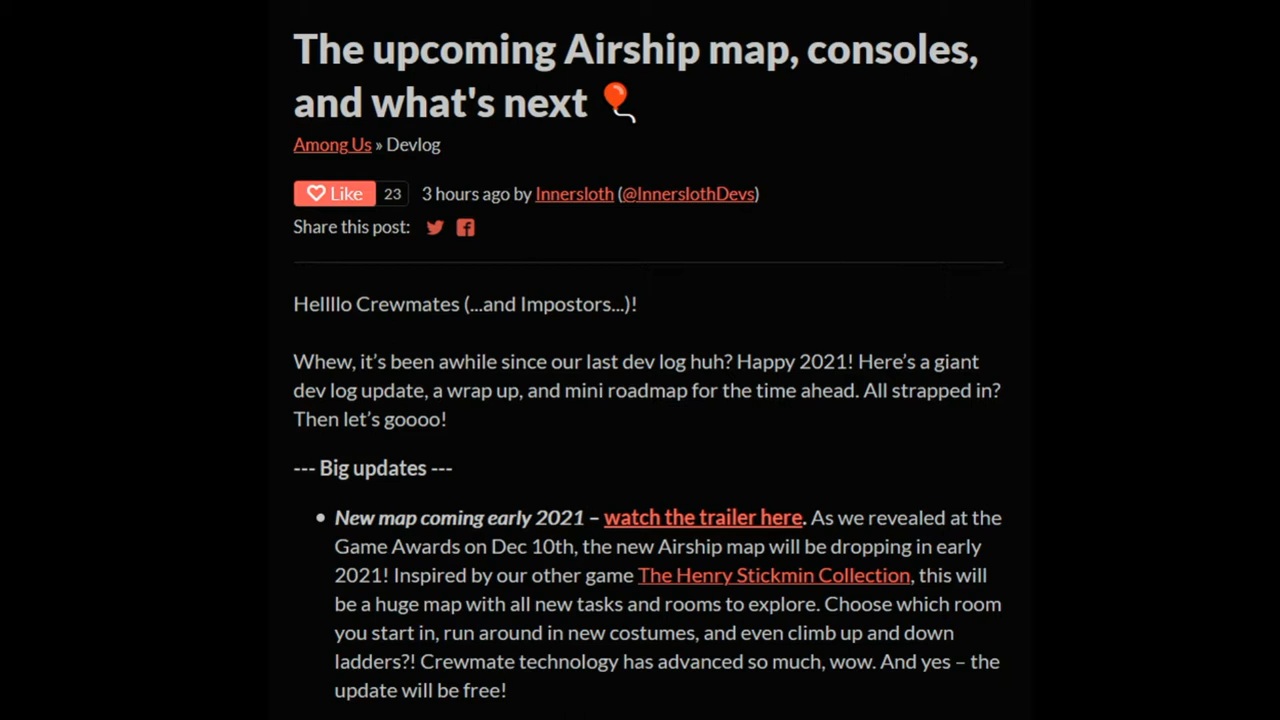 The upcoming Airship map, consoles,
and what's next 🎈
Among Us » Devlog
Like 23 3 hours ago by Innersloth (@InnerslothDevs)
Share this post:
Hellllo Crewmates (...and Impostors...)!
Whew, it’s been awhile since our last dev log huh? Happy 2021! Here’s a giant
dev log update, a wrap up, and mini roadmap for the time ahead. All strapped in?
Then let’s goooo!
--- Big updates ---
• New map coming early 2021 – watch the trailer here. As we revealed at the
Game Awards on Dec 10th, the new Airship map will be dropping in early
2021! Inspired by our other game The Henry Stickmin Collection, this will
be a huge map with all new tasks and rooms to explore. Choose which room
you start in, run around in new costumes, and even climb up and down
ladders?! Crewmate technology has advanced so much, wow. And yes – the
update will be free!